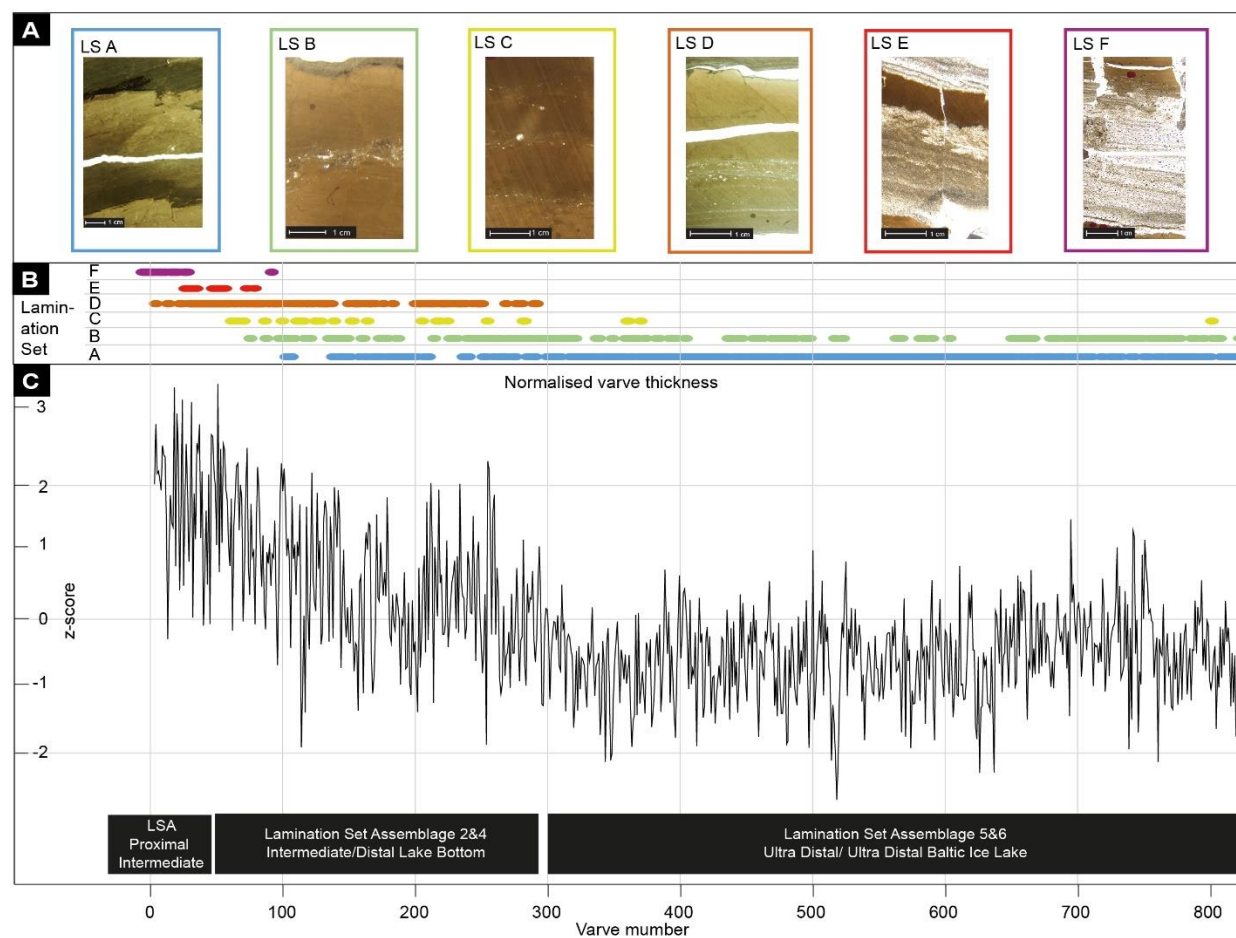 A
LS A
LS B
LS C
LS D
LS E
LS F
1 cm
1 cm
1 cm
1 cm
1 cm
1 cm
B
Lamin-
ation
Set
F
E
D
C
B
A
C
Normalised varve thickness
z-score
3
2
1
0
-1
-2
LSA
Proximal
Intermediate
Lamination Set Assemblage 2&4
Intermediate/Distal Lake Bottom
Lamination Set Assemblage 5&6
Ultra Distal/ Ultra Distal Baltic Ice Lake
0 100 200 300 400 500 600 700 800
Varve mumber